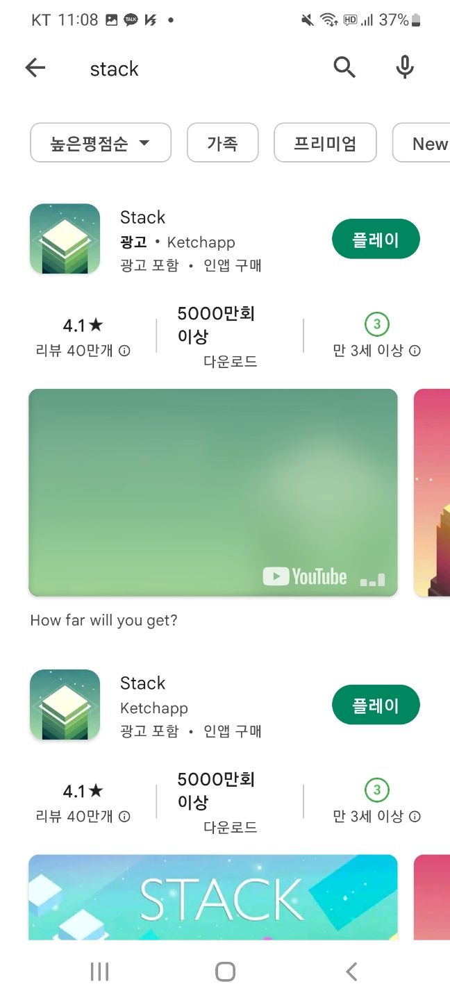 KT 11:08 TALK HD 37%
stack
높은평점순 가족 프리미엄 New
Stack
광고 • Ketchapp
광고 포함 • 인앱 구매
플레이
4.1★
리뷰 40만개
5000만회
이상
다운로드
3
만 3세 이상
YouTube
How far will you get?
Stack
Ketchapp
광고 포함 • 인앱 구매
플레이
4.1★
리뷰 40만개
5000만회
이상
다운로드
3
만 3세 이상
STACK